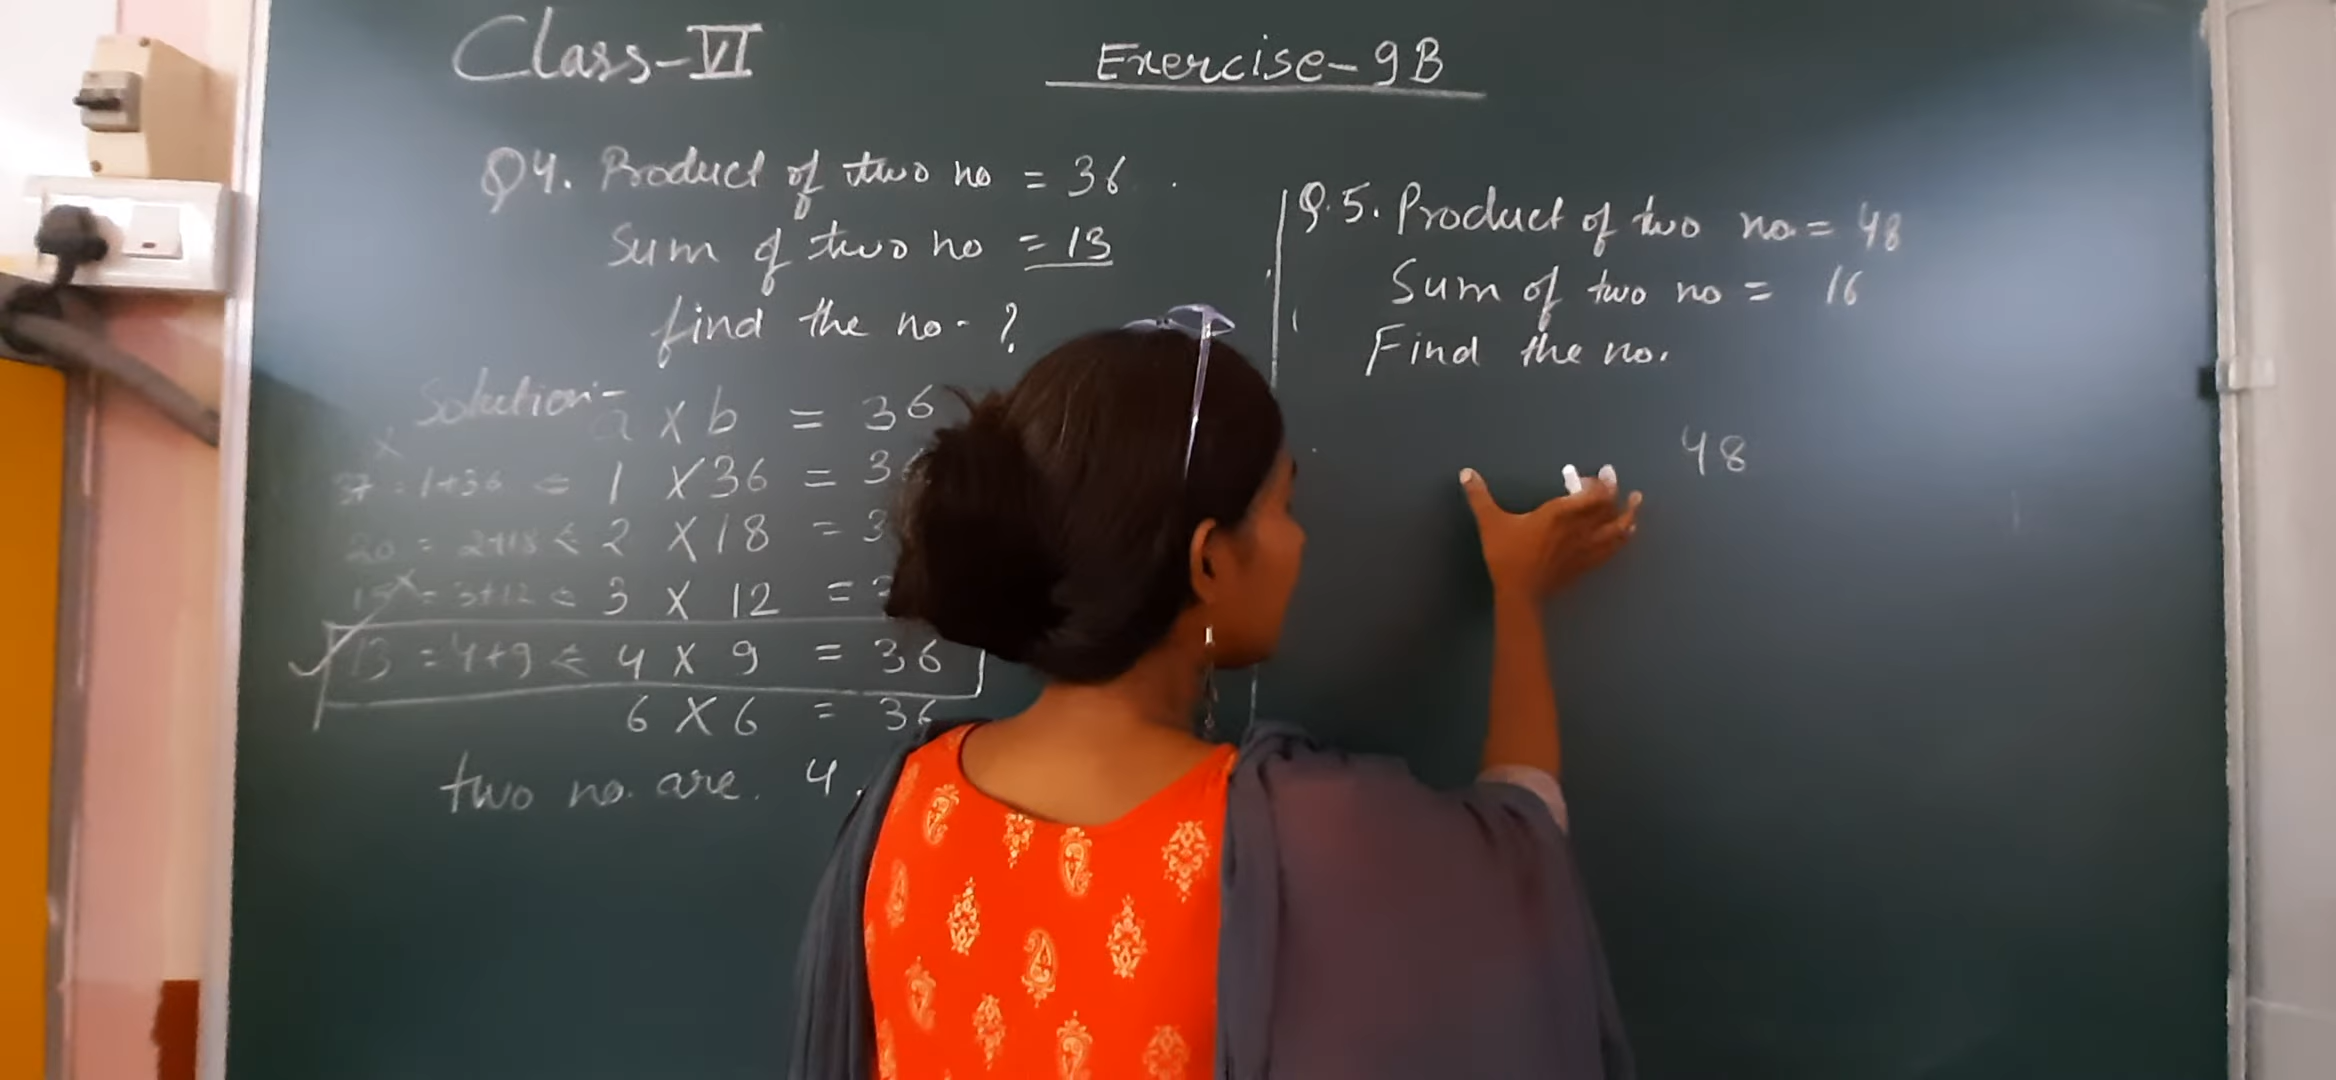 Class-VI
Exercise-9B
Q4. Product of two no = 36
Sum of two no = 13
find the no-?
Solution:-
a x b = 36
37 = 1+36 ⇐ 1 X 36 = 36
20 = 2+18 ⇐ 2 X 18 = 3
15 = 3+12 ⇐ 3 X 12 = 3
13 = 4+9 ⇐ 4 X 9 = 36
6 X 6 = 36
two no. are. 4.
Q.5. Product of two no. = 48
Sum of two no = 16
Find the no.
48